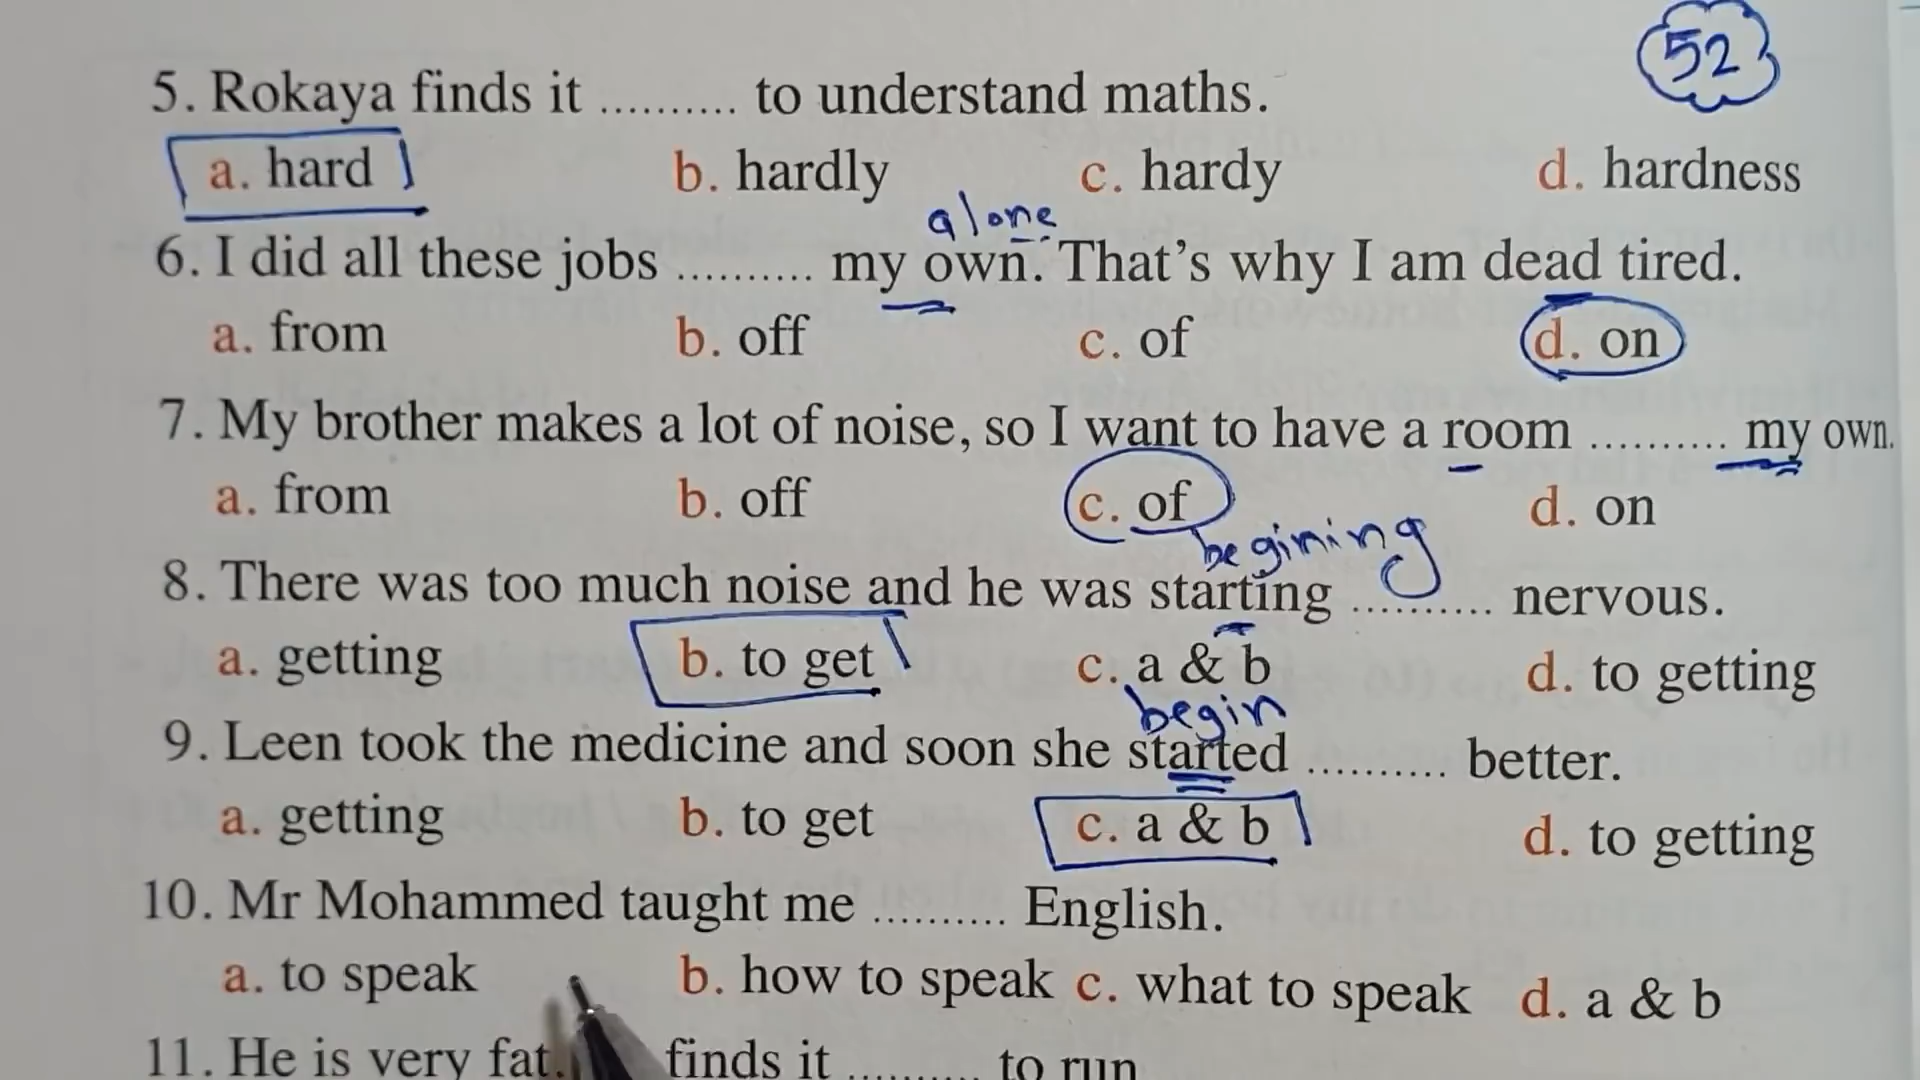 52
5. Rokaya finds it .......... to understand maths.
a. hard b. hardly c. hardy d. hardness
alone
6. I did all these jobs .......... my own. That's why I am dead tired.
a. from b. off c. of d. on
7. My brother makes a lot of noise, so I want to have a room .......... my own.
a. from b. off c. of d. on
begining
8. There was too much noise and he was starting .......... nervous.
a. getting b. to get c. a & b d. to getting
begin
9. Leen took the medicine and soon she started .......... better.
a. getting b. to get c. a & b d. to getting
10. Mr Mohammed taught me .......... English.
a. to speak b. how to speak c. what to speak d. a & b
11. He is very fat. finds it .......... to run